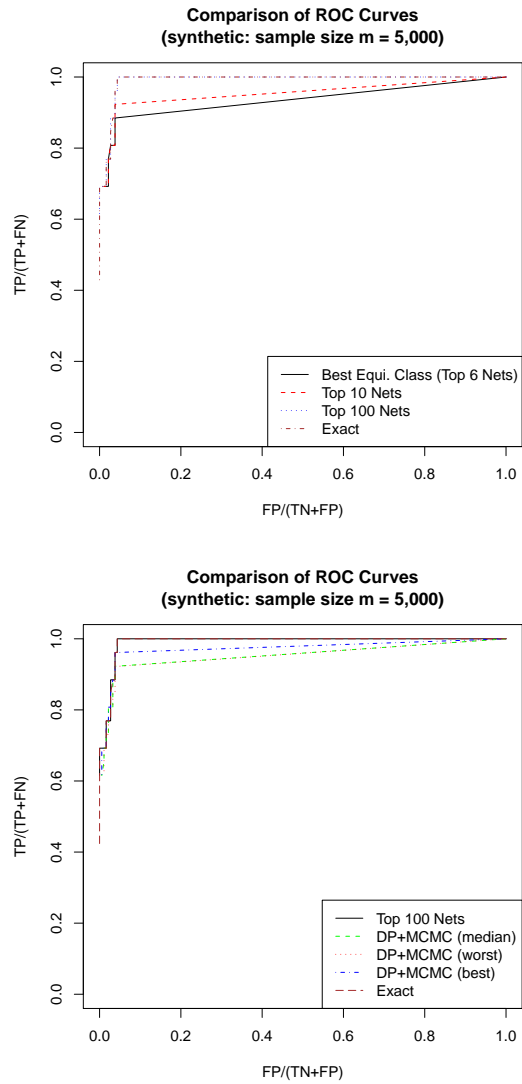 Comparison of ROC Curves
(synthetic: sample size m = 5,000)
1.0
0.8
0.6
0.4
0.2
0.0
TP/(TP+FN)
Best Equi. Class (Top 6 Nets)
Top 10 Nets
Top 100 Nets
Exact
0.0 0.2 0.4 0.6 0.8 1.0
FP/(TN+FP)
Comparison of ROC Curves
(synthetic: sample size m = 5,000)
1.0
0.8
0.6
0.4
0.2
0.0
TP/(TP+FN)
Top 100 Nets
DP+MCMC (median)
DP+MCMC (worst)
DP+MCMC (best)
Exact
0.0 0.2 0.4 0.6 0.8 1.0
FP/(TN+FP)